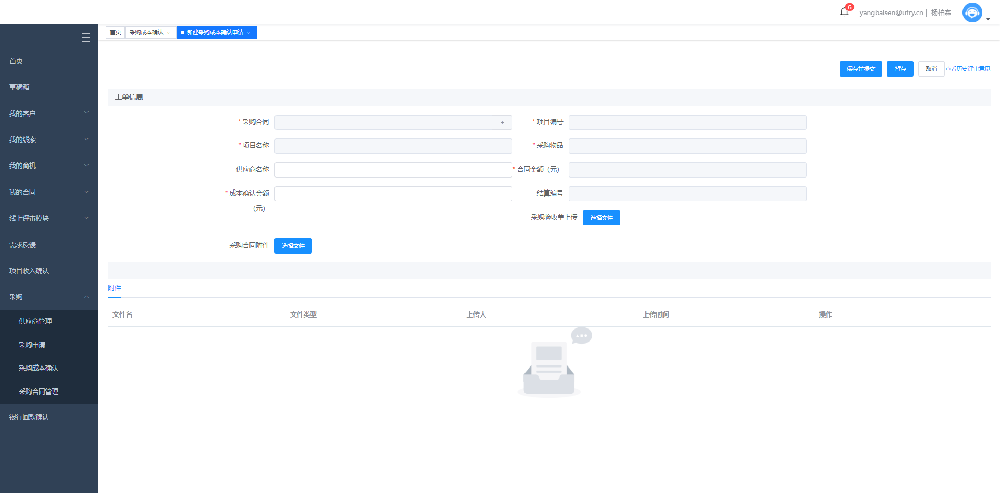 6
yangbaisen@utry.cn | 杨柏森
首页 采购成本确认 × 新建采购成本确认申请 ×
保存并提交 暂存 取消 查看历史评审意见
首页
草稿箱
我的客户
我的线索
我的商机
我的合同
线上评审模块
需求反馈
项目收入确认
采购
供应商管理
采购申请
采购成本确认
采购合同管理
银行回款确认
工单信息
* 采购合同 + * 项目编号
* 项目名称 * 采购物品
供应商名称 * 合同金额（元）
* 成本确认金额 结算编号
（元）
采购验收单上传 选择文件
采购合同附件 选择文件
附件
文件名 文件类型 上传人 上传时间 操作